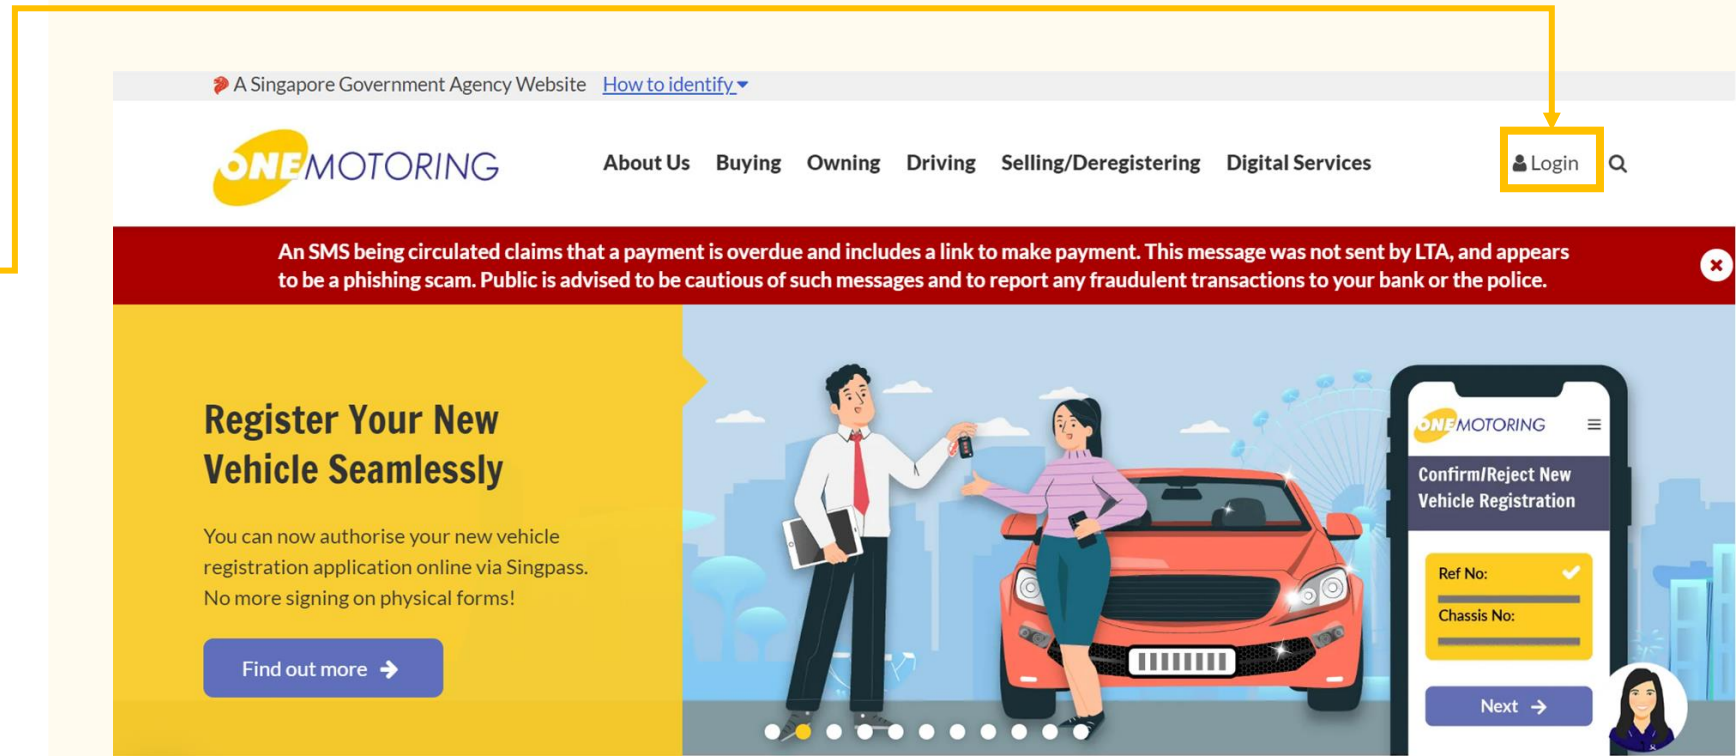 A Singapore Government Agency Website How to identify
ONEMOTORING
About Us Buying Owning Driving Selling/Deregistering Digital Services Login
An SMS being circulated claims that a payment is overdue and includes a link to make payment. This message was not sent by LTA, and appears
to be a phishing scam. Public is advised to be cautious of such messages and to report any fraudulent transactions to your bank or the police.
Register Your New
Vehicle Seamlessly
You can now authorise your new vehicle
registration application online via Singpass.
No more signing on physical forms!
Find out more
ONEMOTORING
Confirm/Reject New
Vehicle Registration
Ref No:
Chassis No:
Next